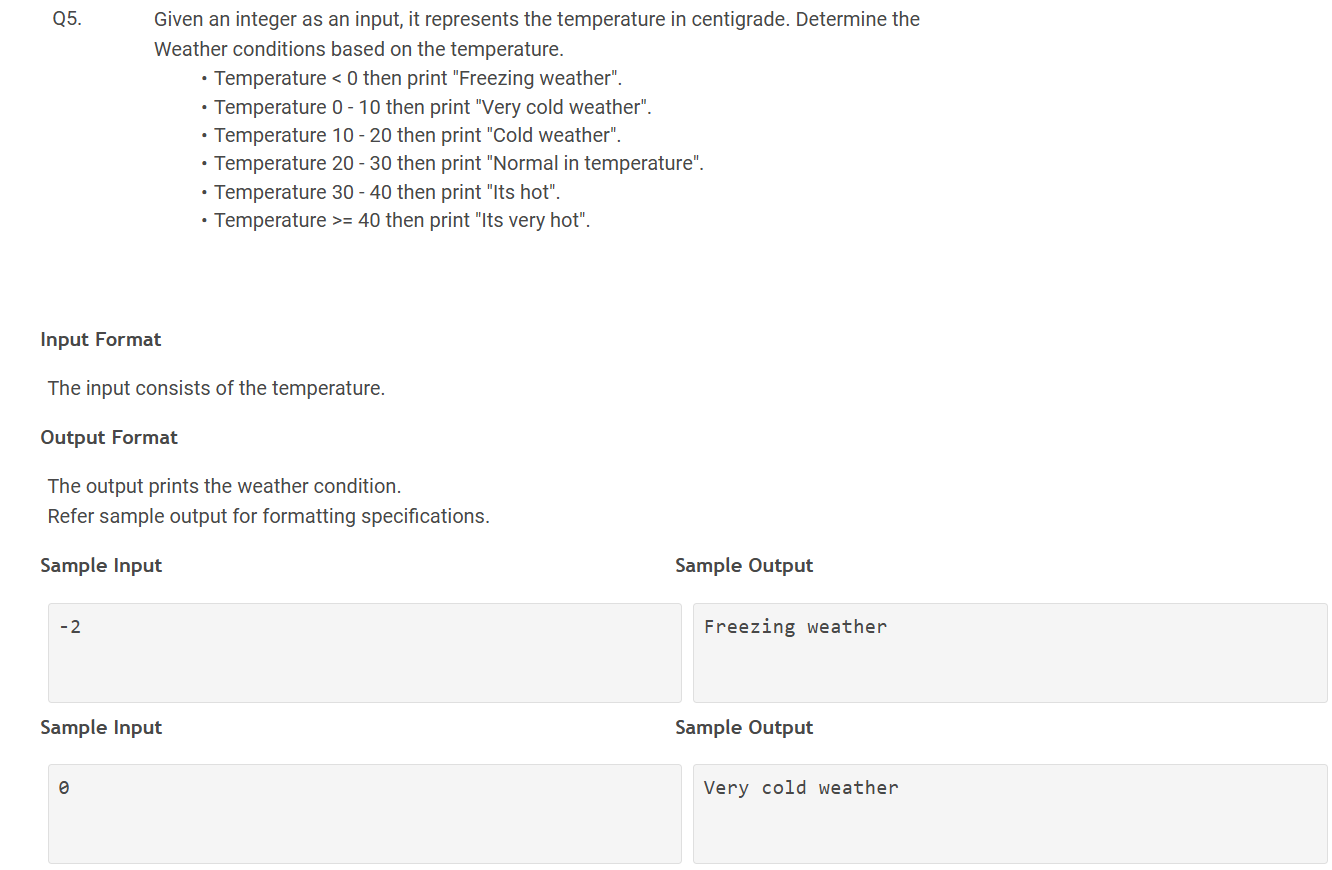 Q5. Given an integer as an input, it represents the temperature in centigrade. Determine the
Weather conditions based on the temperature.
• Temperature < 0 then print "Freezing weather".
• Temperature 0 - 10 then print "Very cold weather".
• Temperature 10 - 20 then print "Cold weather".
• Temperature 20 - 30 then print "Normal in temperature".
• Temperature 30 - 40 then print "Its hot".
• Temperature >= 40 then print "Its very hot".
Input Format
The input consists of the temperature.
Output Format
The output prints the weather condition.
Refer sample output for formatting specifications.
Sample Input Sample Output
-2 Freezing weather
Sample Input Sample Output
0 Very cold weather